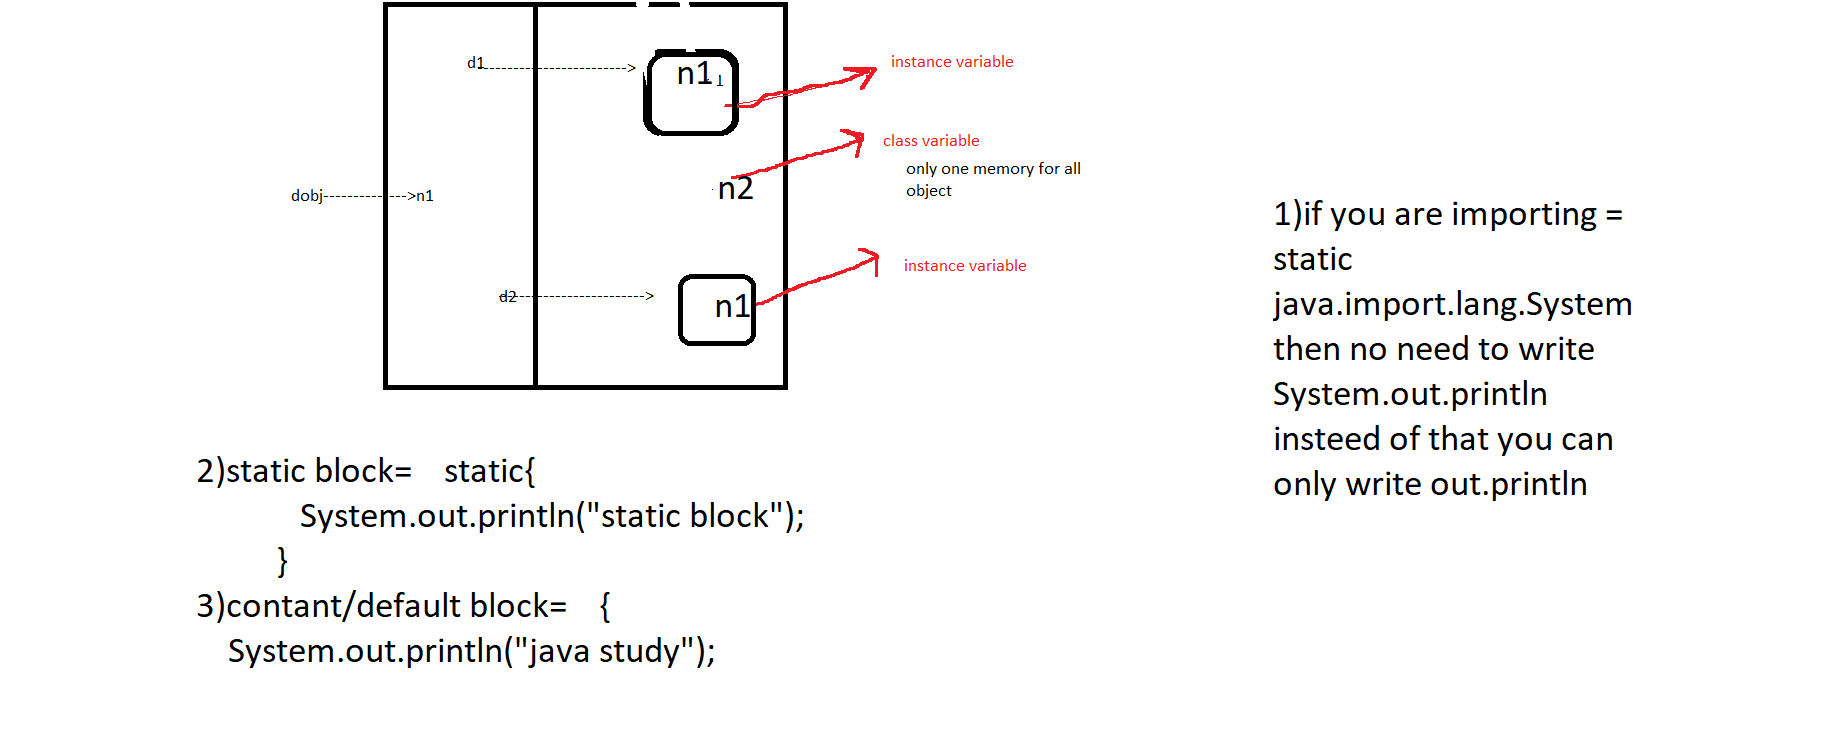 d1----------------------->
n1
1
instance variable
class variable
only one memory for all
object
n2
dobj--------------->n1
instance variable
d2----------------------->
n1
1)if you are importing =
static
java.import.lang.System
then no need to write
System.out.println
insteed of that you can
only write out.println
2)static block= static{
System.out.println("static block");
}
3)contant/default block= {
System.out.println("java study");